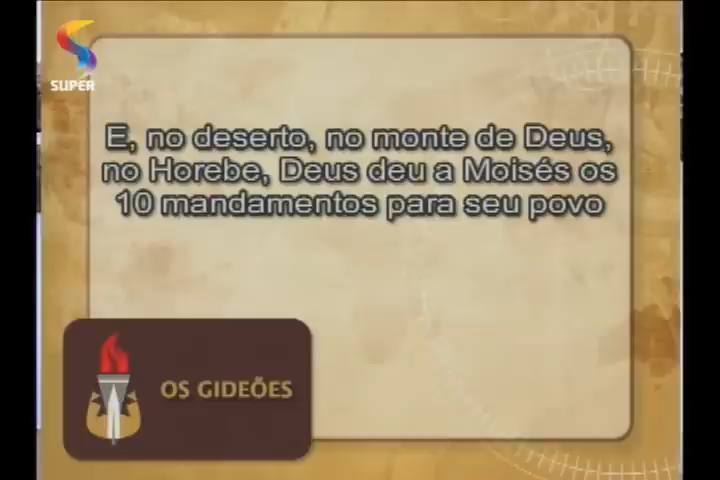 SUPER
E, no deserto, no monte de Deus,
no Horebe, Deus deu a Moisés os
10 mandamentos para seu povo
OS GIDEÕES